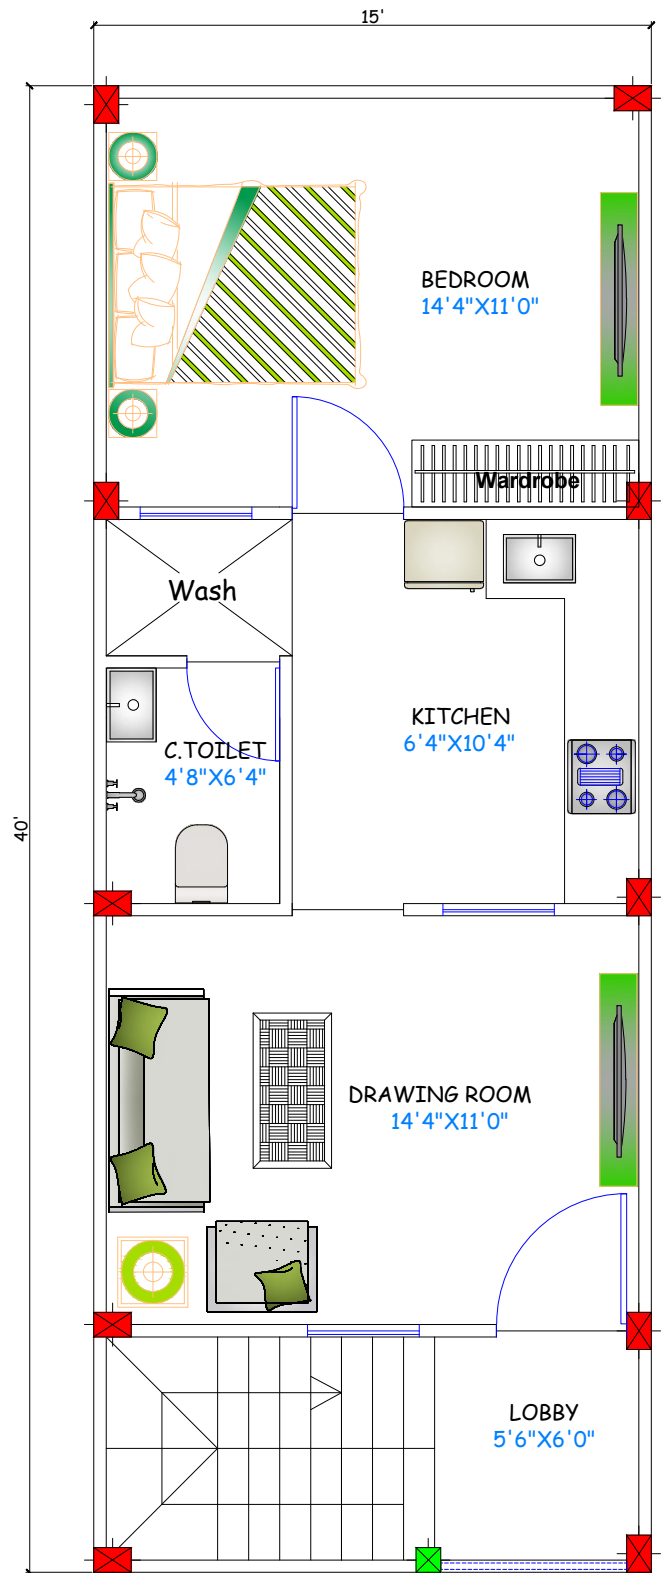 15'
40'
BEDROOM
14'4"X11'0"
Wardrobe
Wash
KITCHEN
6'4"X10'4"
C.TOILET
4'8"X6'4"
DRAWING ROOM
14'4"X11'0"
LOBBY
5'6"X6'0"